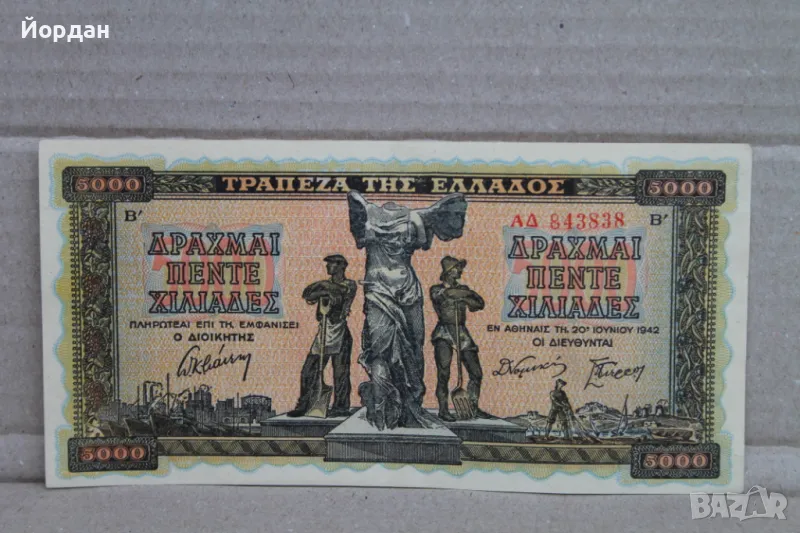 Йордан
5000
ΤΡΑΠΕΖΑ ΤΗΣ ΕΛΛΑΔΟΣ
5000
Β'
ΑΔ 843838
Β'
ΔΡΑΧΜΑΙ
ΠΕΝΤΕ
ΧΙΛΙΑΔΕΣ
ΠΛΗΡΩΤΕΑΙ ΕΠΙ ΤΗ, ΕΜΦΑΝΙΣΕΙ
Ο ΔΙΟΙΚΗΤΗΣ
ΔΡΑΧΜΑΙ
ΠΕΝΤΕ
ΧΙΛΙΑΔΕΣ
ΕΝ ΑΘΗΝΑΙΣ ΤΗ, 20ῃ ΙΟΥΝΙΟΥ 1942
ΟΙ ΔΙΕΥΘΥΝΤΑΙ
5000
5000
BAZAR